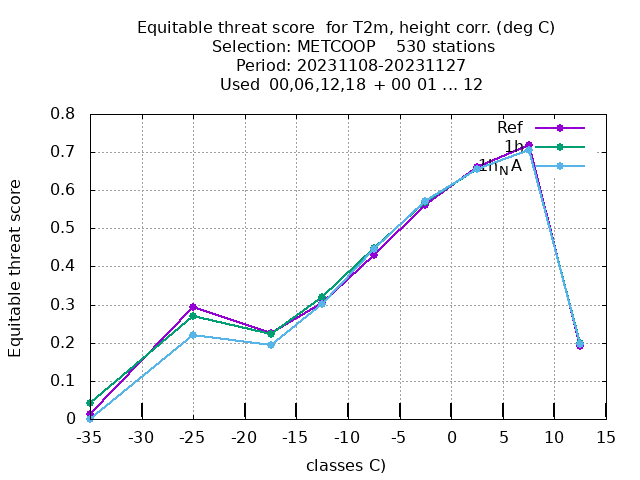 Equitable threat score for T2m, height corr. (deg C)
Selection: METCOOP 530 stations
Period: 20231108-20231127
Used 00,06,12,18 + 00 01 ... 12
Ref
1h
1h_NA
Equitable threat score
0.8
0.7
0.6
0.5
0.4
0.3
0.2
0.1
0
-35 -30 -25 -20 -15 -10 -5 0 5 10 15
classes C)